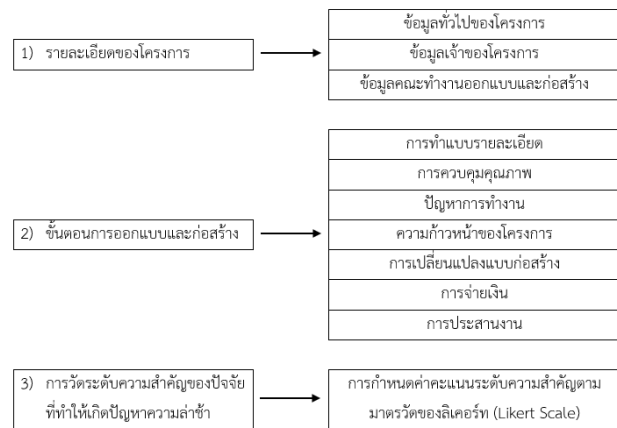 ข้อมูลทั่วไปของโครงการ
1) รายละเอียดของโครงการ
ข้อมูลเจ้าของโครงการ
ข้อมูลคณะทำงานออกแบบและก่อสร้าง
การทำแบบรายละเอียด
การควบคุมคุณภาพ
ปัญหาการทำงาน
2) ขั้นตอนการออกแบบและก่อสร้าง
ความก้าวหน้าของโครงการ
การเปลี่ยนแปลงแบบก่อสร้าง
การจ่ายเงิน
การประสานงาน
3) การวัดระดับความสำคัญของปัจจัย
ที่ทำให้เกิดปัญหาความล่าช้า
การกำหนดค่าคะแนนระดับความสำคัญตาม
มาตรวัดของลิเคอร์ท (Likert Scale)